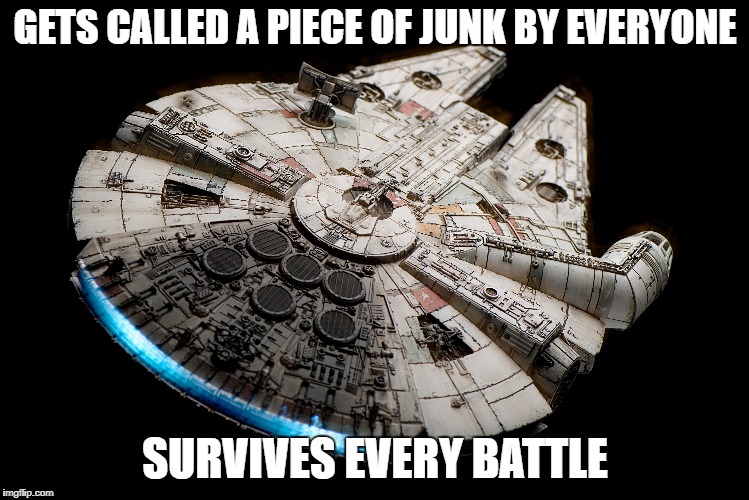 GETS CALLED A PIECE OF JUNK BY EVERYONE
SURVIVES EVERY BATTLE
imgflip.com